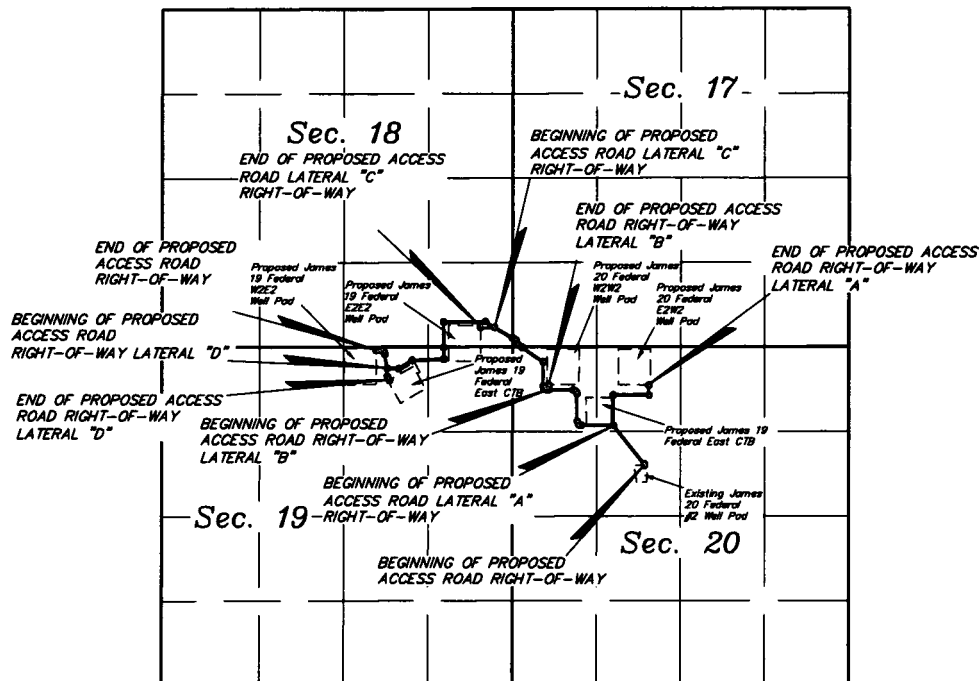 Sec. 17
Sec. 18
BEGINNING OF PROPOSED
ACCESS ROAD LATERAL "C"
RIGHT-OF-WAY
END OF PROPOSED ACCESS
ROAD LATERAL "C"
RIGHT-OF-WAY
END OF PROPOSED ACCESS
ROAD RIGHT-OF-WAY
LATERAL "B"
END OF PROPOSED
ACCESS ROAD
RIGHT-OF-WAY
END OF PROPOSED ACCESS
ROAD RIGHT-OF-WAY
LATERAL "A"
Proposed James
19 Federal
W2E2
Well Pad
Proposed James
19 Federal
E2E2
Well Pad
Proposed James
20 Federal
W2W2
Well Pad
Proposed James
20 Federal
E2W2
Well Pad
BEGINNING OF PROPOSED
ACCESS ROAD
RIGHT-OF-WAY LATERAL "D"
Proposed
James 19
Federal
East CTB
END OF PROPOSED ACCESS
ROAD RIGHT-OF-WAY
LATERAL "D"
BEGINNING OF PROPOSED
ACCESS ROAD RIGHT-OF-WAY
LATERAL "B"
Proposed James 19
Federal East CTB
BEGINNING OF PROPOSED
ACCESS ROAD LATERAL "A"
RIGHT-OF-WAY
Existing James
20 Federal
#2 Well Pad
Sec. 19
Sec. 20
BEGINNING OF PROPOSED
ACCESS ROAD RIGHT-OF-WAY